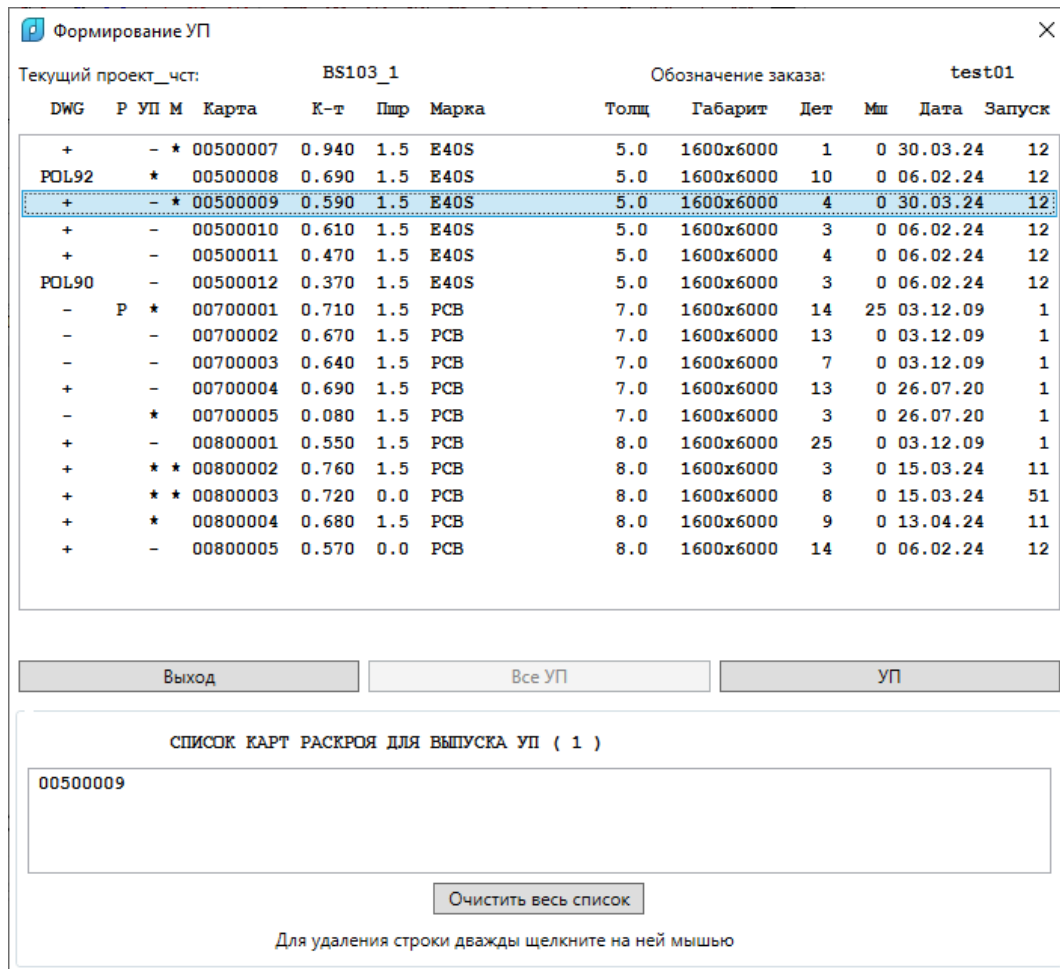 Формирование УП
Текущий проект_чст: BS103_1 Обозначение заказа: test01
DWG Р УП М Карта К-т Пшр Марка Толщ Габарит Дет Мш Дата Запуск
+ - * 00500007 0.940 1.5 E40S 5.0 1600x6000 1 0 30.03.24 12
POL92 * 00500008 0.690 1.5 E40S 5.0 1600x6000 10 0 06.02.24 12
+ - * 00500009 0.590 1.5 E40S 5.0 1600x6000 4 0 30.03.24 12
+ - 00500010 0.610 1.5 E40S 5.0 1600x6000 3 0 06.02.24 12
+ - 00500011 0.470 1.5 E40S 5.0 1600x6000 4 0 06.02.24 12
POL90 - 00500012 0.370 1.5 E40S 5.0 1600x6000 3 0 06.02.24 12
- Р * 00700001 0.710 1.5 РСВ 7.0 1600x6000 14 25 03.12.09 1
- - 00700002 0.670 1.5 РСВ 7.0 1600x6000 13 0 03.12.09 1
- - 00700003 0.640 1.5 РСВ 7.0 1600x6000 7 0 03.12.09 1
+ - 00700004 0.690 1.5 РСВ 7.0 1600x6000 13 0 26.07.20 1
- * 00700005 0.080 1.5 РСВ 7.0 1600x6000 3 0 26.07.20 1
+ - 00800001 0.550 1.5 РСВ 8.0 1600x6000 25 0 03.12.09 1
+ * * 00800002 0.760 1.5 РСВ 8.0 1600x6000 3 0 15.03.24 11
+ * * 00800003 0.720 0.0 РСВ 8.0 1600x6000 8 0 15.03.24 51
+ * 00800004 0.680 1.5 РСВ 8.0 1600x6000 9 0 13.04.24 11
+ - 00800005 0.570 0.0 РСВ 8.0 1600x6000 14 0 06.02.24 12
Выход Все УП УП
СПИСОК КАРТ РАСКРОЯ ДЛЯ ВЫПУСКА УП ( 1 )
00500009
Очистить весь список
Для удаления строки дважды щелкните на ней мышью